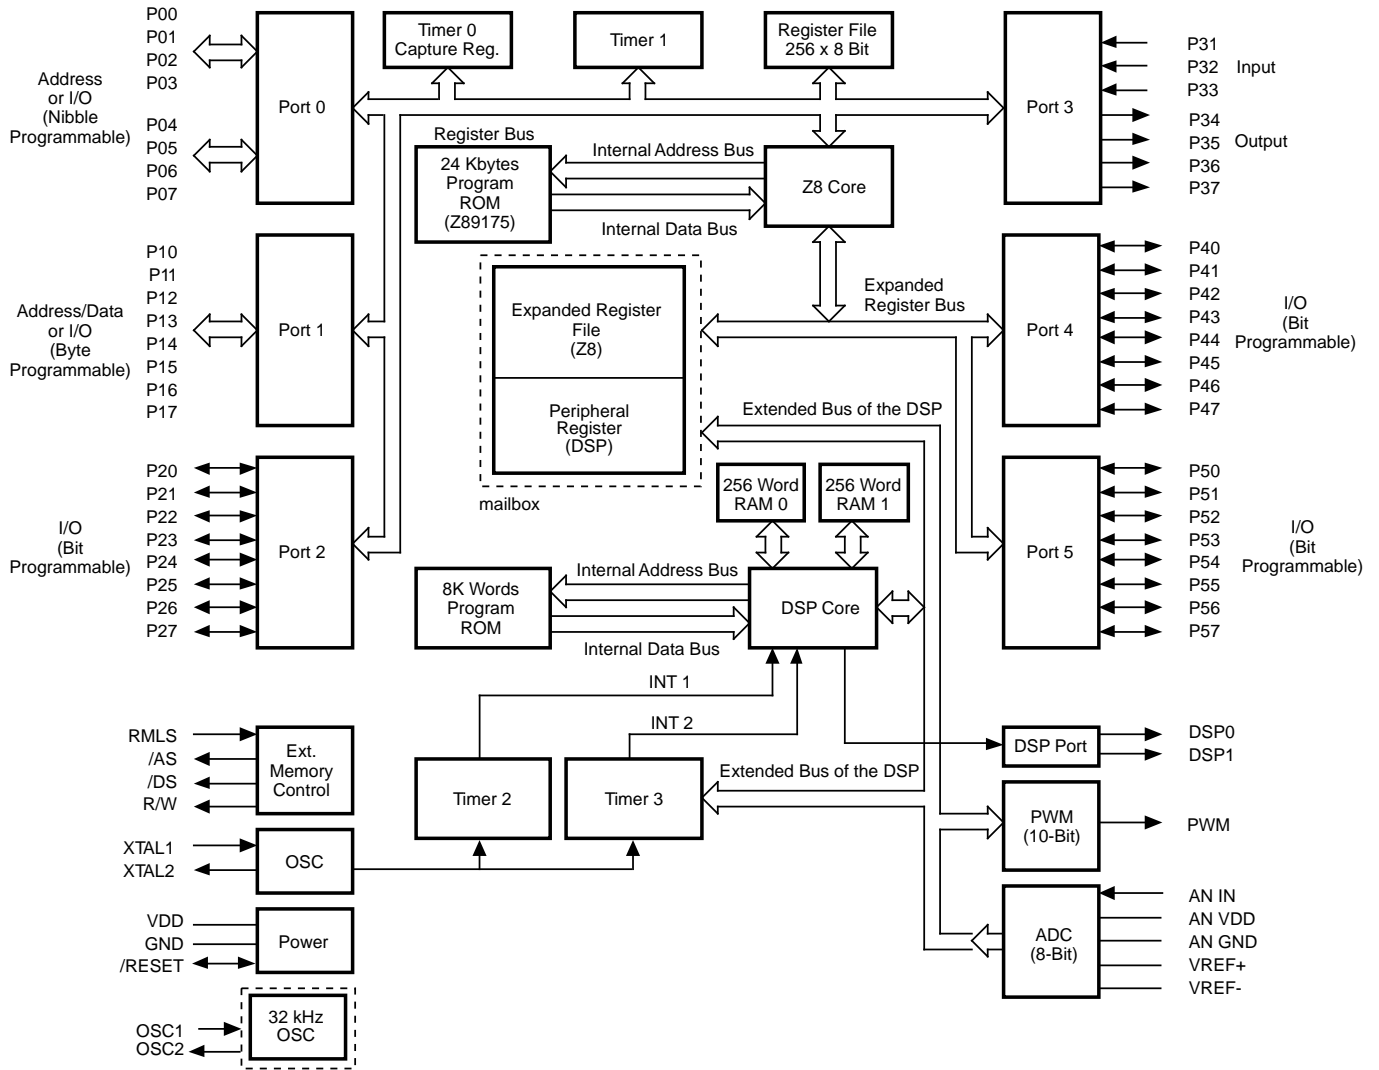 P00
P01
P02
P03
P04
P05
P06
P07
Address
or I/O
(Nibble
Programmable)
Port 0
Timer 0
Capture Reg.
Timer 1
Register File
256 x 8 Bit
Port 3
P31
P32
P33
Input
P34
P35
P36
P37
Output
Register Bus
24 Kbytes
Program
ROM
(Z89175)
Internal Address Bus
Internal Data Bus
Z8 Core
P10
P11
P12
P13
P14
P15
P16
P17
Address/Data
or I/O
(Byte
Programmable)
Port 1
Expanded Register
File
(Z8)
Peripheral
Register
(DSP)
mailbox
Expanded
Register Bus
Port 4
P40
P41
P42
P43
P44
P45
P46
P47
I/O
(Bit
Programmable)
Extended Bus of the DSP
P20
P21
P22
P23
P24
P25
P26
P27
I/O
(Bit
Programmable)
Port 2
256 Word
RAM 0
256 Word
RAM 1
Port 5
P50
P51
P52
P53
P54
P55
P56
P57
I/O
(Bit
Programmable)
8K Words
Program
ROM
Internal Address Bus
Internal Data Bus
DSP Core
INT 1
INT 2
RMLS
/AS
/DS
R/W
Ext.
Memory
Control
Timer 2
Timer 3
Extended Bus of the DSP
DSP Port
DSP0
DSP1
PWM
(10-Bit)
PWM
XTAL1
XTAL2
OSC
ADC
(8-Bit)
AN IN
AN VDD
AN GND
VREF+
VREF-
VDD
GND
/RESET
Power
OSC1
OSC2
32 kHz
OSC